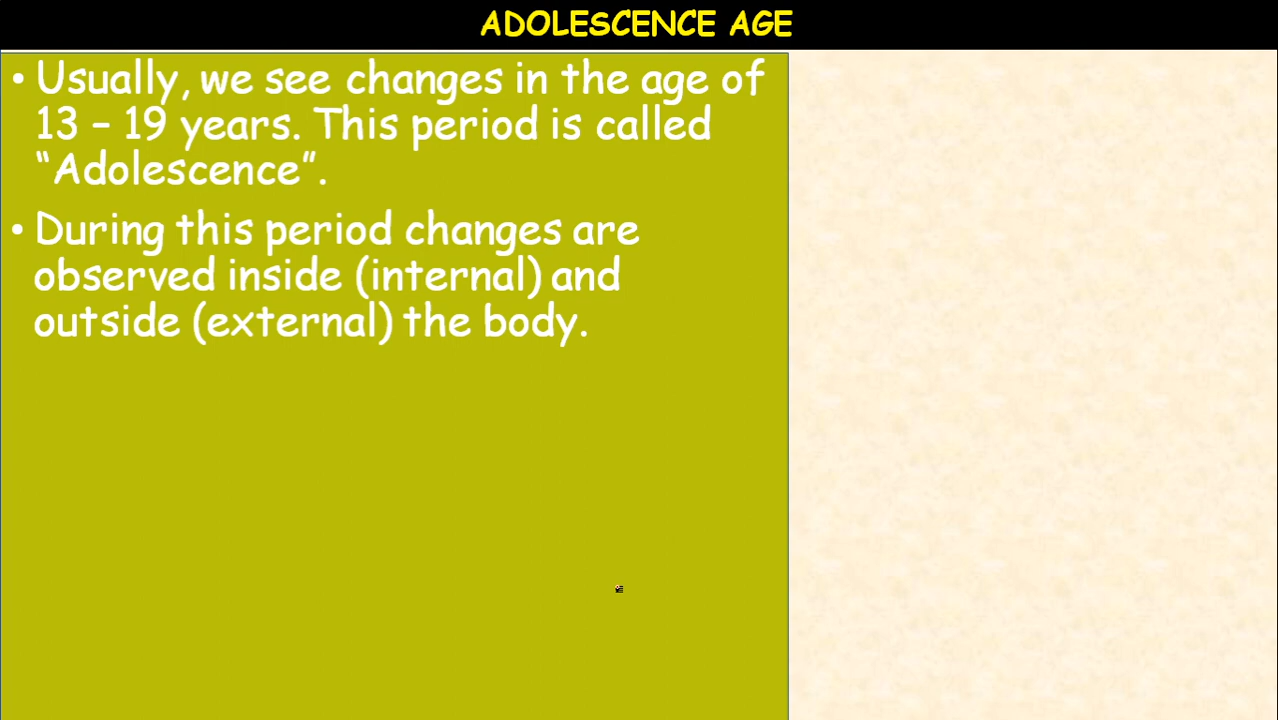 ADOLESCENCE AGE
• Usually, we see changes in the age of
13 – 19 years. This period is called
“Adolescence”.
• During this period changes are
observed inside (internal) and
outside (external) the body.